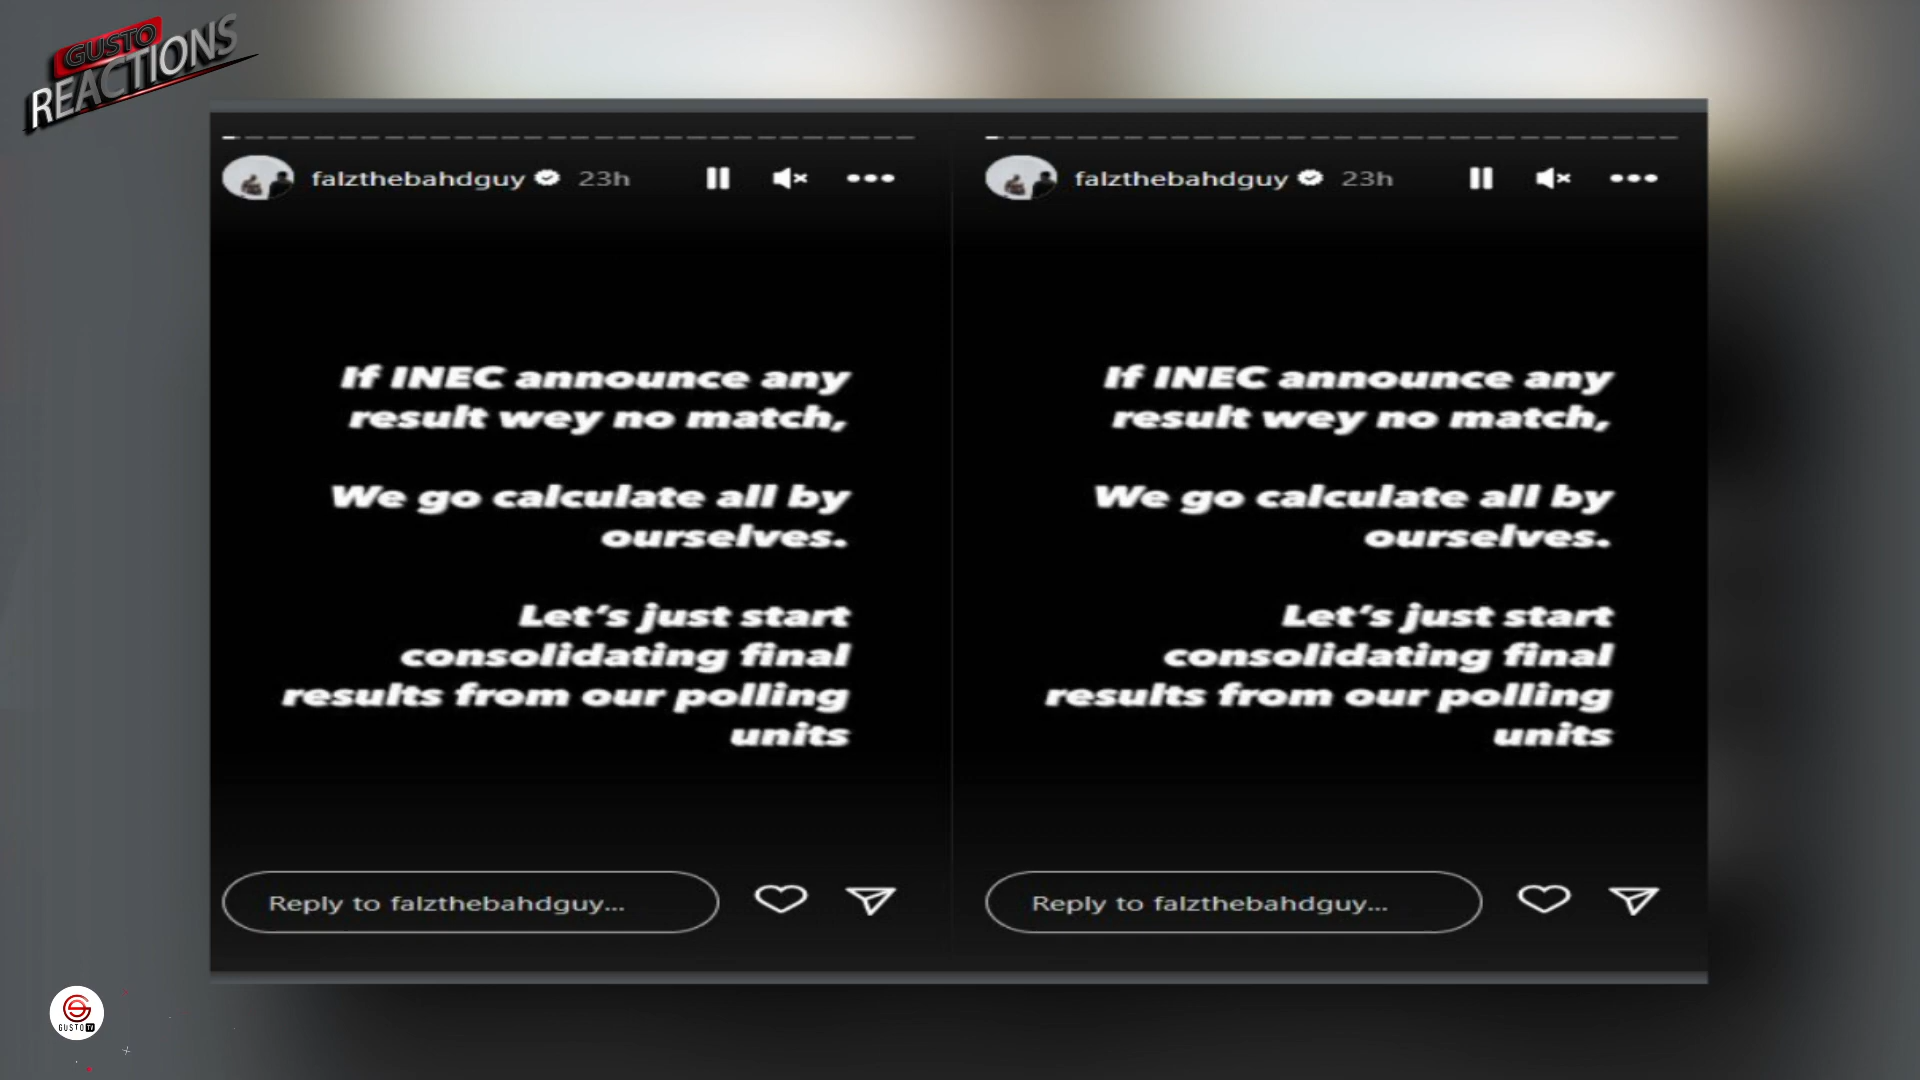 GUSTO
REACTIONS
falzthebahdguy 23h
If INEC announce any
result wey no match,
We go calculate all by
ourselves.
Let's just start
consolidating final
results from our polling
units
Reply to falzthebahdguy...
falzthebahdguy 23h
If INEC announce any
result wey no match,
We go calculate all by
ourselves.
Let's just start
consolidating final
results from our polling
units
Reply to falzthebahdguy...
GUSTO TV